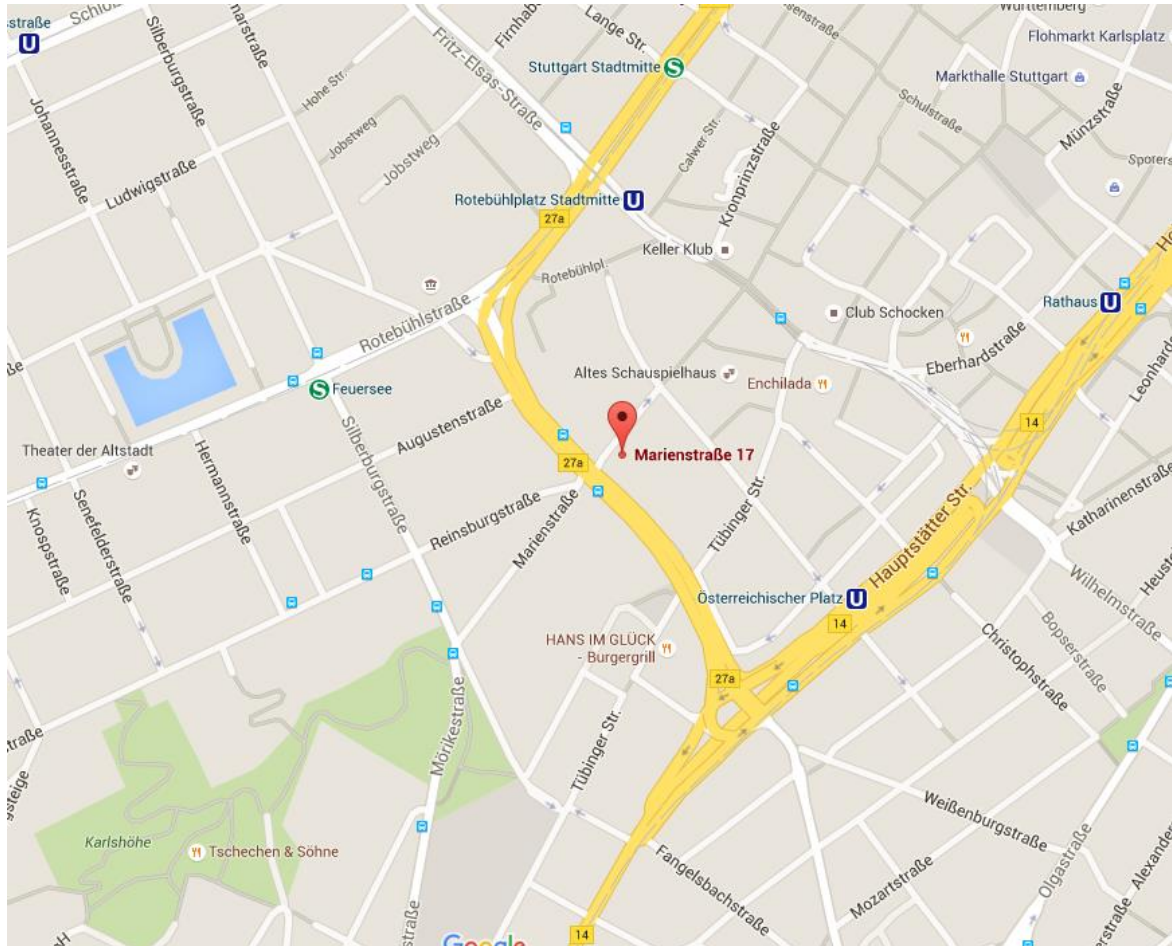 sstraße
U
Silberburgstraße
Firnhab
Lange Str.
Württemberg
Flohmarkt Karlsplatz
Stuttgart Stadtmitte S
Markthalle Stuttgart
Fritz-Elsas-Straße
Hohe Str.
Johannesstraße
Jobstweg
Jobstweg
Calwer Str.
Schulstraße
Münzstraße
Kronprinzstraße
Ludwigstraße
Rotebühlplatz Stadtmitte U
27a
Keller Klub
Rotebühlpl.
Rathaus U
Club Schocken
Rotebühlstraße
Eberhardstraße
Leonhards
Altes Schauspielhaus
Enchilada
S Feuersee
Augustenstraße
14
Theater der Altstadt
Silberburgstraße
Hermannstraße
27a
Marienstraße 17
Senefelderstraße
Knospstraße
Reinsburgstraße
Marienstraße
Tübinger Str.
Hauptstätter Str.
Katharinenstraße
Wilhelmstraße
Heuste
Österreichischer Platz U
14
Bopserstraße
Christophstraße
HANS IM GLÜCK
- Burgergrill
27a
Mörikestraße
Tübinger Str.
Karlshöhe
Tschechen & Söhne
Weißenburgstraße
Fangelsbachstraße
Mozartstraße
Olgastraße
Alexander
14
Google